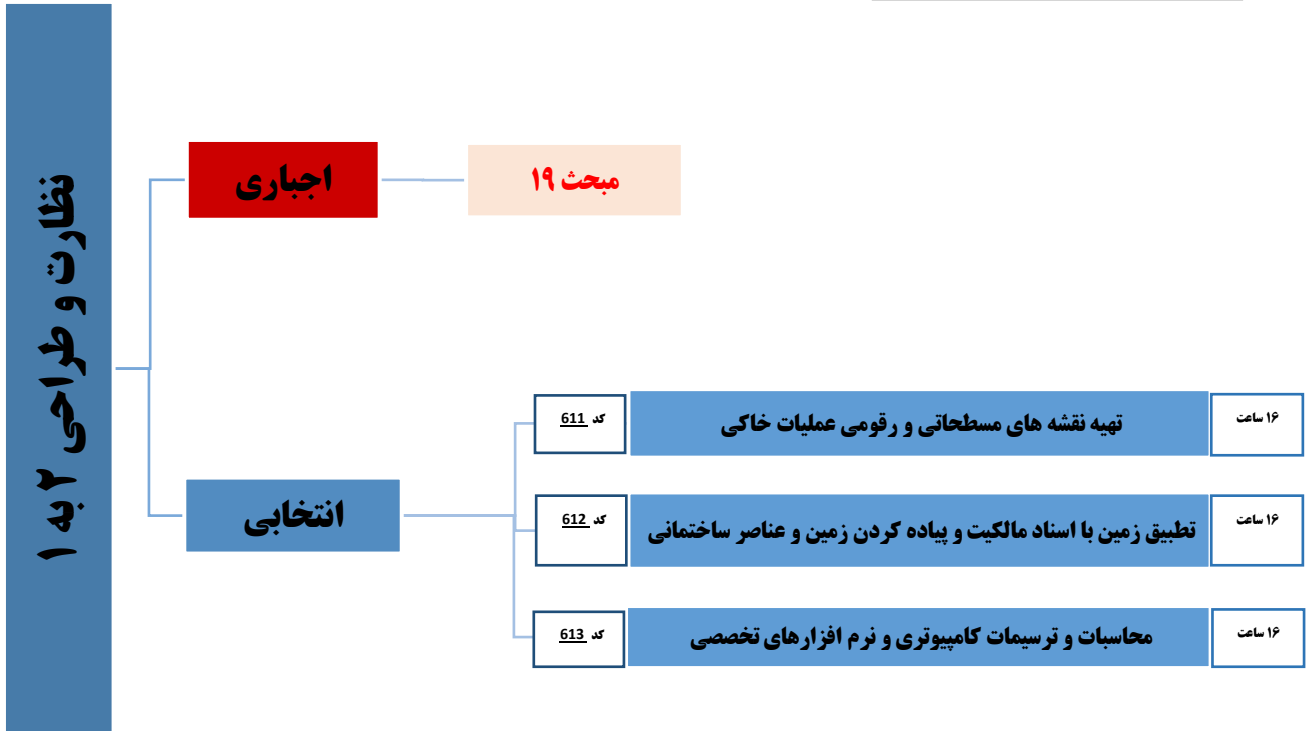 نظارت و طراحی ۲ به ۱
اجباری
مبحث ۱۹
انتخابی
۱۶ ساعت
تهیه نقشه های مسطحاتی و رقومی عملیات خاکی
کد 611
۱۶ ساعت
تطبیق زمین با اسناد مالکیت و پیاده کردن زمین و عناصر ساختمانی
کد 612
۱۶ ساعت
محاسبات و ترسیمات کامپیوتری و نرم افزارهای تخصصی
کد 613